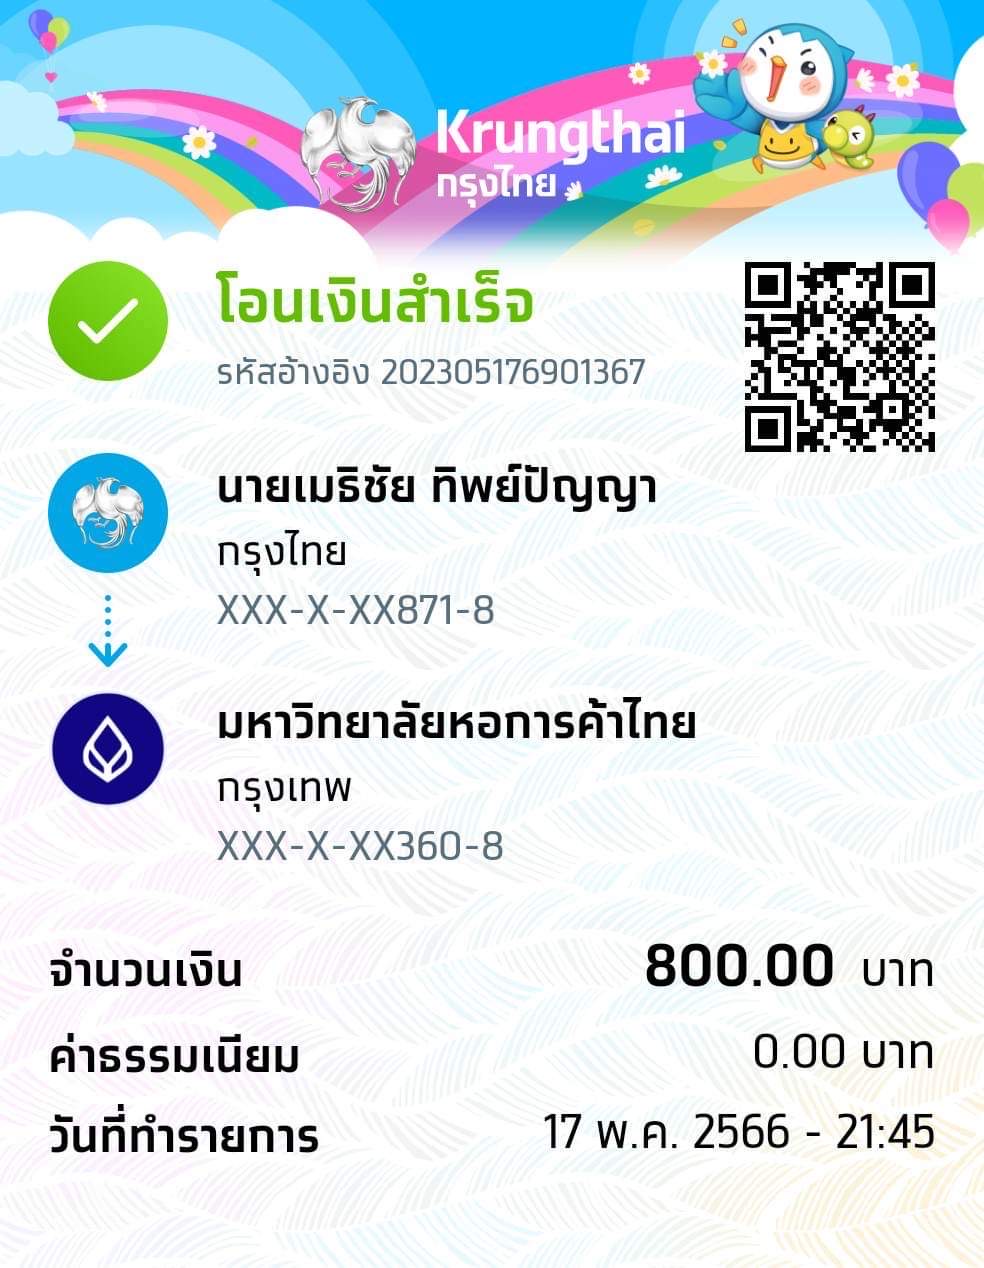 Krungthai
กรุงไทย
โอนเงินสำเร็จ
รหัสอ้างอิง 202305176901367
นายเมธิชัย ทิพย์ปัญญา
กรุงไทย
XXX-X-XX871-8
มหาวิทยาลัยหอการค้าไทย
กรุงเทพ
XXX-X-XX360-8
จำนวนเงิน 800.00 บาท
ค่าธรรมเนียม 0.00 บาท
วันที่ทำรายการ 17 พ.ค. 2566 - 21:45